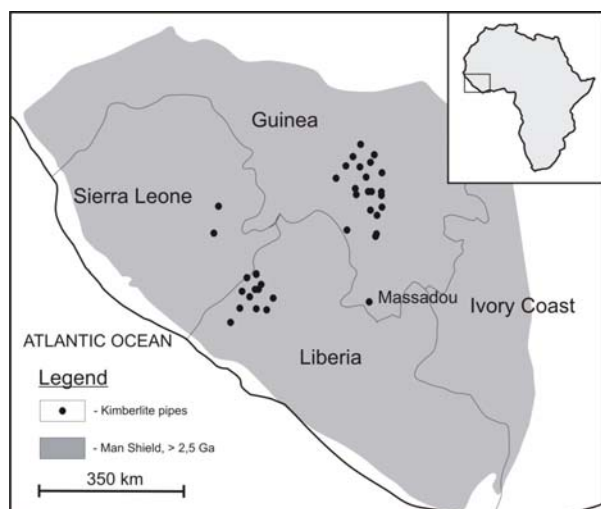 Guinea
Sierra Leone
Massadou
Ivory Coast
ATLANTIC OCEAN
Liberia
Legend
- Kimberlite pipes
- Man Shield, > 2,5 Ga
350 km